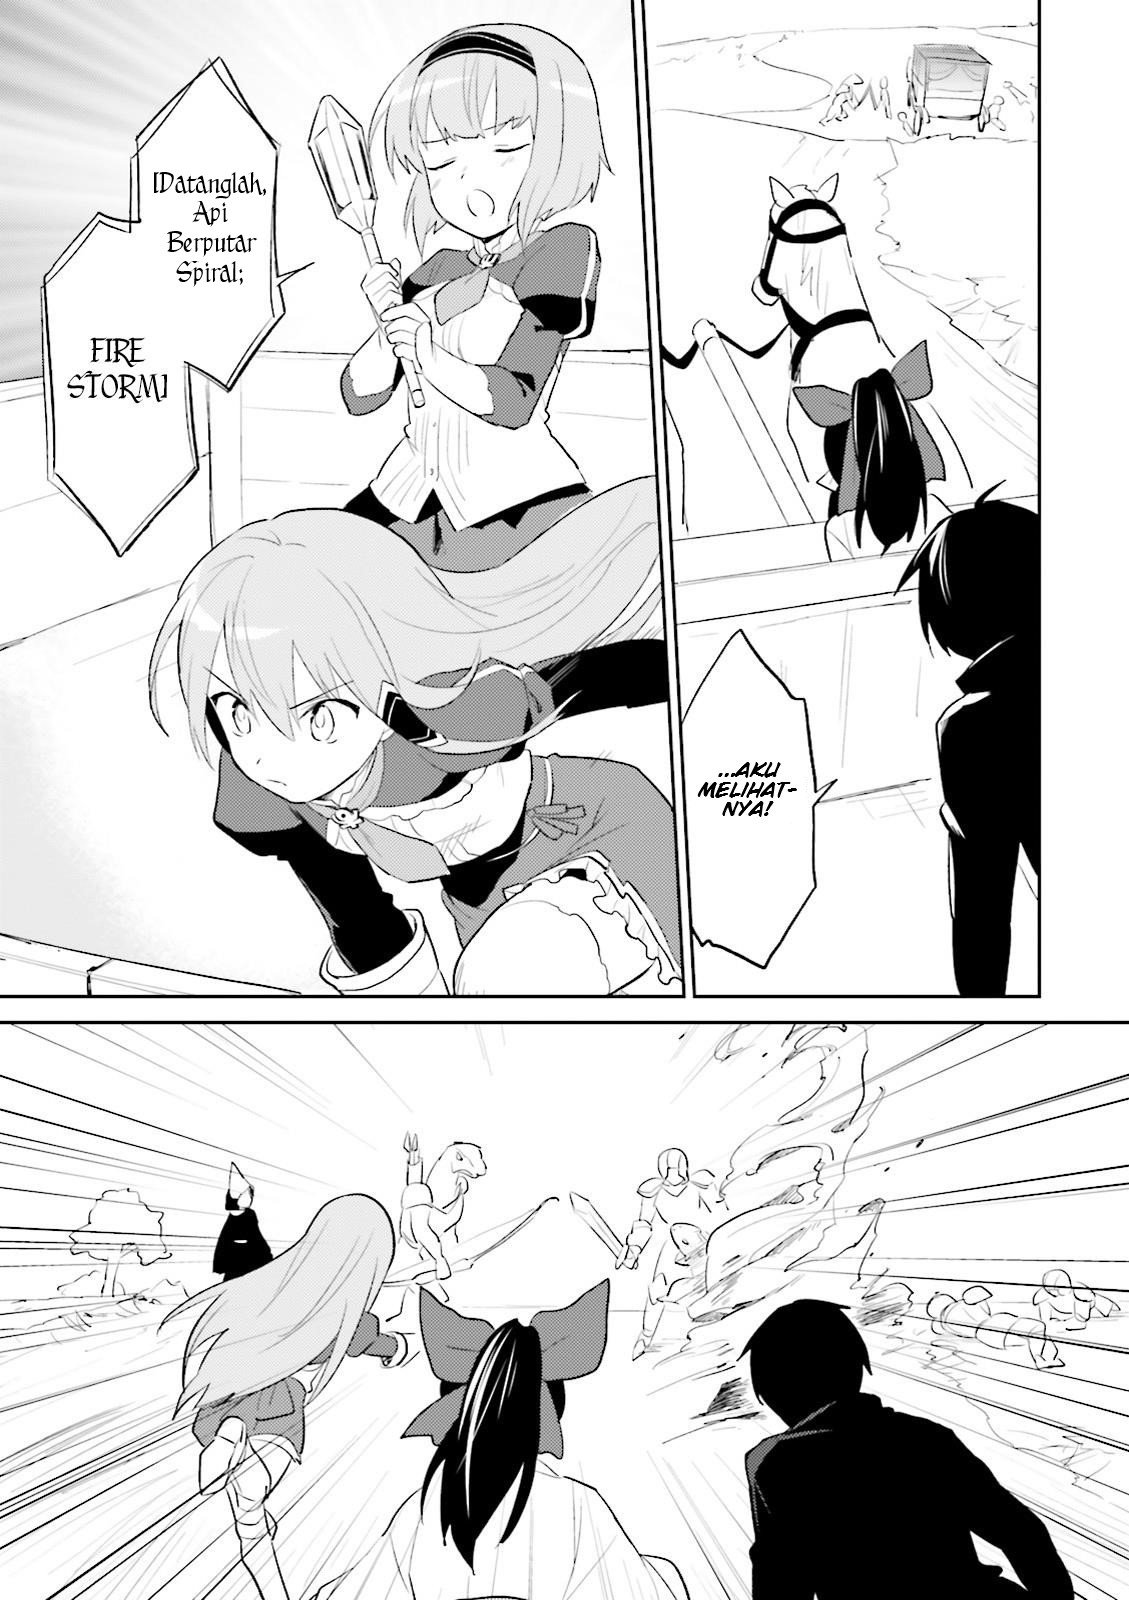 ...AKU
MELIHAT-
NYA!
[Datanglah,
Api
Berputar
Spiral;
FIRE
STORM]